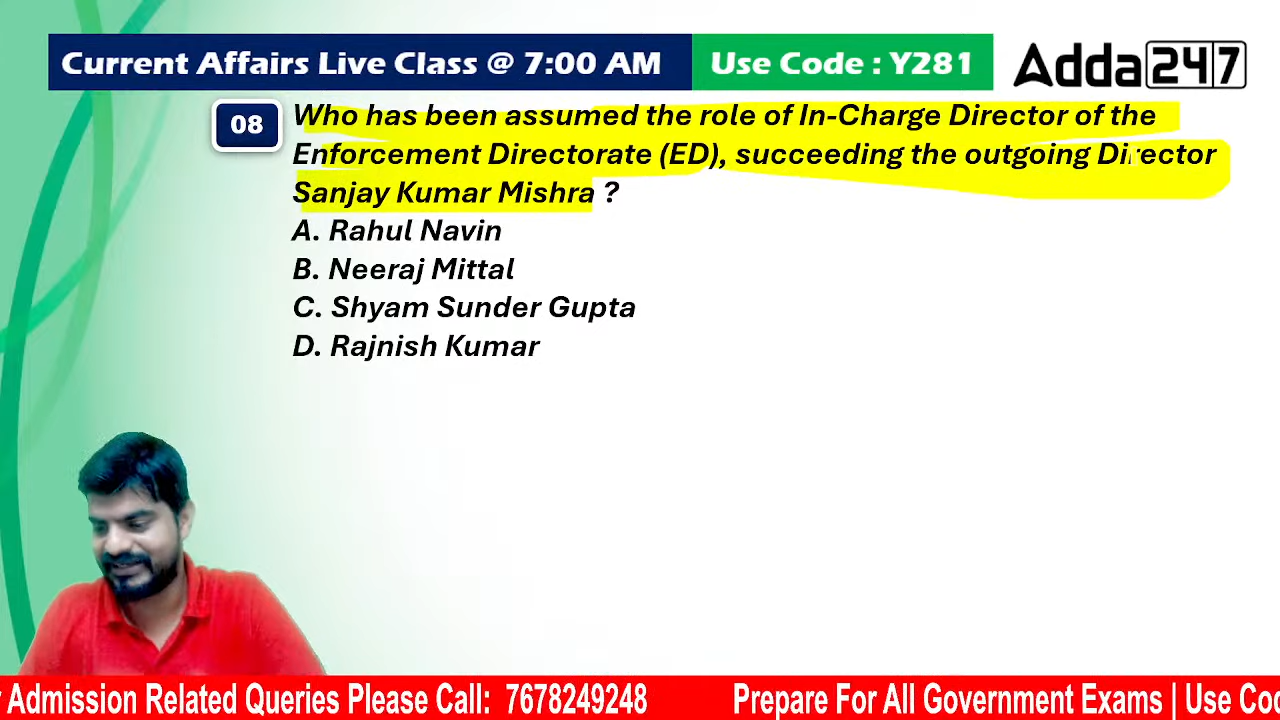 Current Affairs Live Class @ 7:00 AM
Use Code : Y281
Adda 247
08
Who has been assumed the role of In-Charge Director of the
Enforcement Directorate (ED), succeeding the outgoing Director
Sanjay Kumar Mishra ?
A. Rahul Navin
B. Neeraj Mittal
C. Shyam Sunder Gupta
D. Rajnish Kumar
Admission Related Queries Please Call: 7678249248
Prepare For All Government Exams | Use